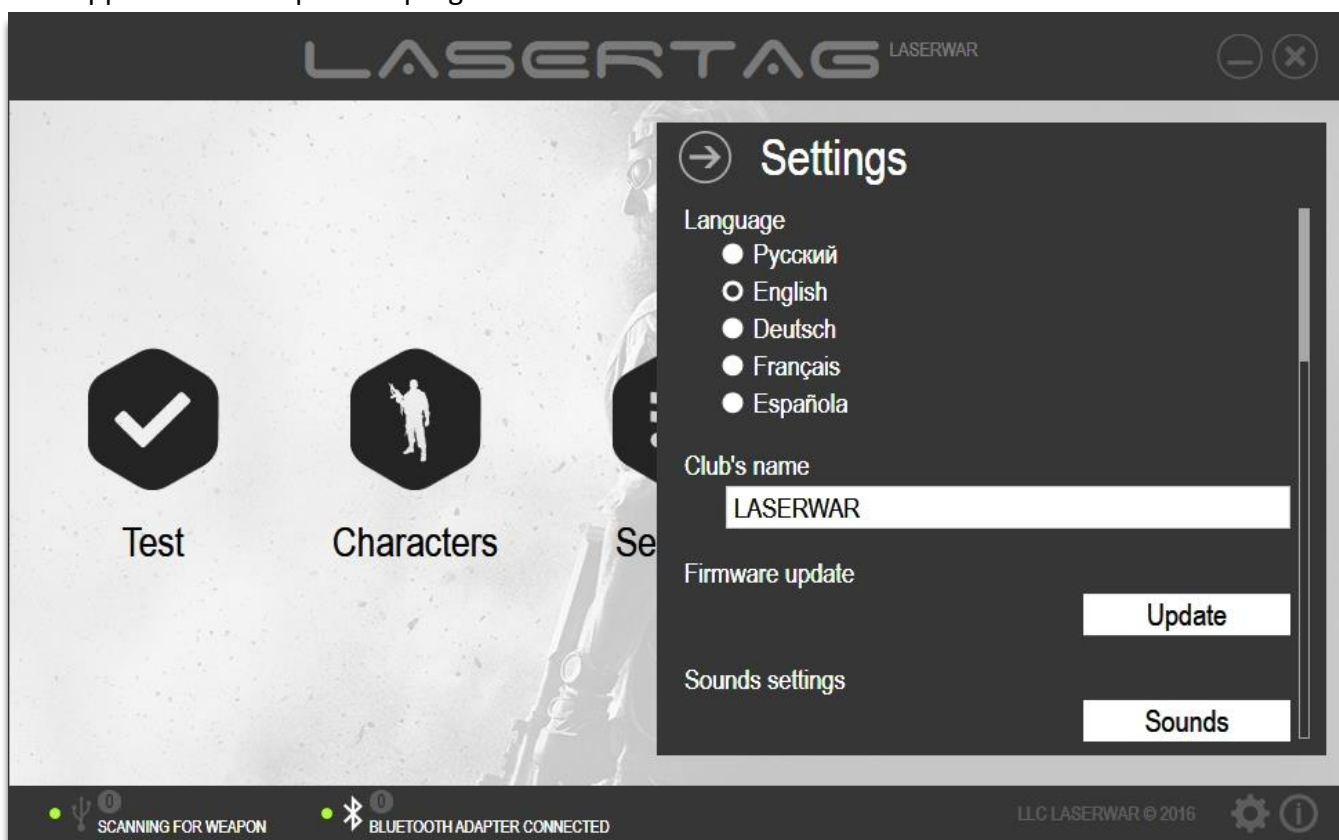 LASERTAG LASERWAR
Settings
Language
Русский
English
Deutsch
Français
Española
Club's name
LASERWAR
Firmware update
Update
Sounds settings
Sounds
Test
Characters
Se
0
SCANNING FOR WEAPON
0
BLUETOOTH ADAPTER CONNECTED
LLC LASERWAR © 2016